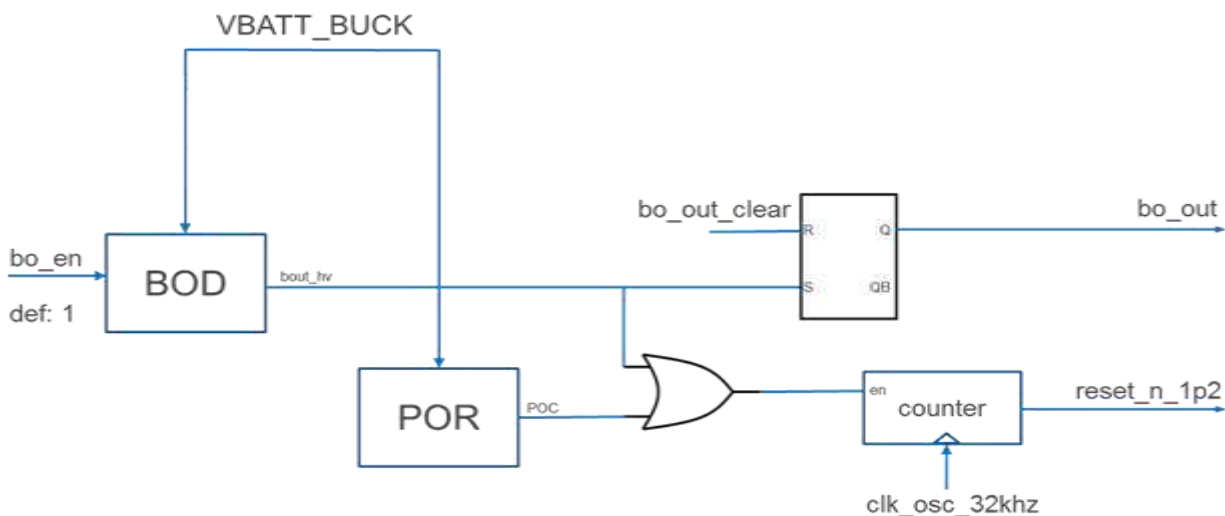 VBATT_BUCK
bo_en
def: 1
BOD
bout_hv
bo_out_clear
R
Q
S
QB
bo_out
POR
POC
en
counter
reset_n_1p2
clk_osc_32khz